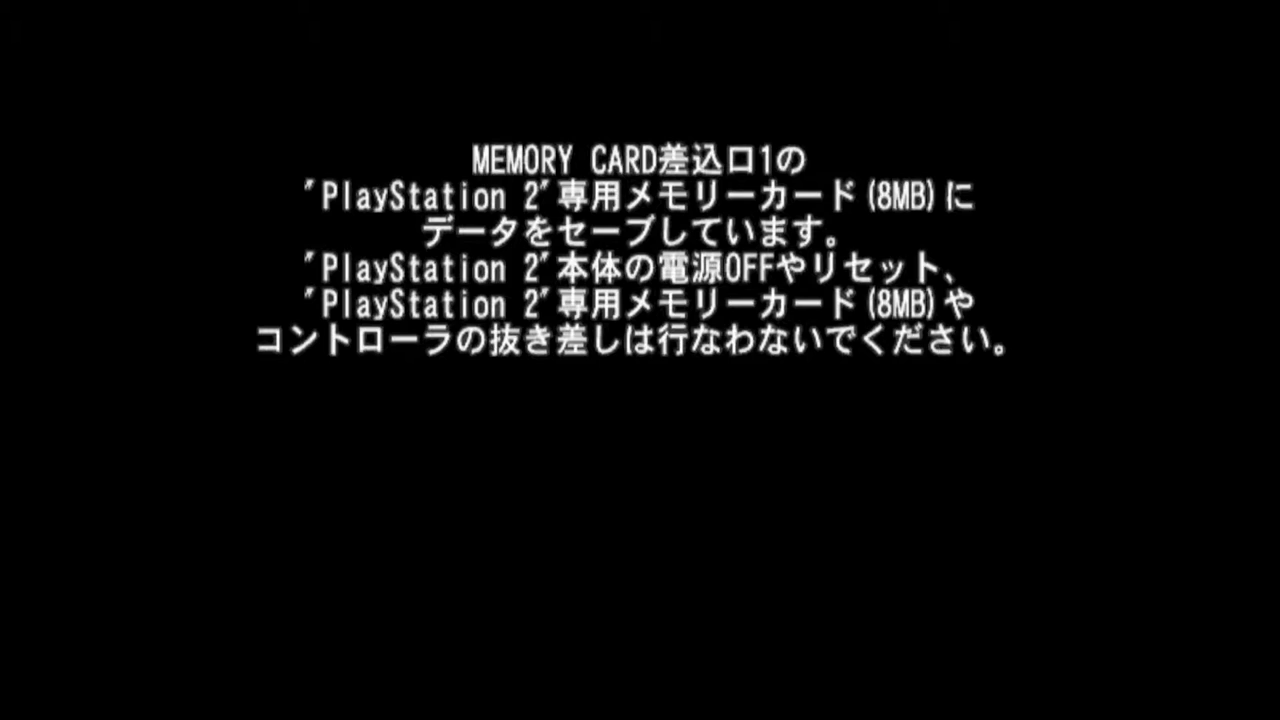 MEMORY CARD差込口1の
"PlayStation 2"専用メモリーカード(8MB)に
データをセーブしています。
"PlayStation 2"本体の電源OFFやリセット、
"PlayStation 2"専用メモリーカード(8MB)や
コントローラの抜き差しは行なわないでください。